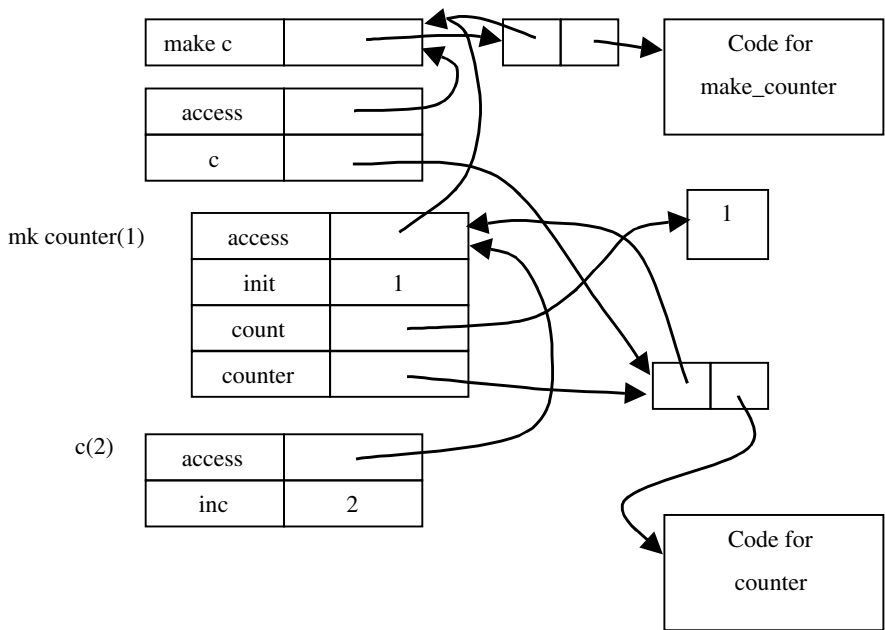 make c
Code for
make_counter
access
c
mk counter(1)
access
1
init 1
count
counter
c(2)
access
inc 2
Code for
counter